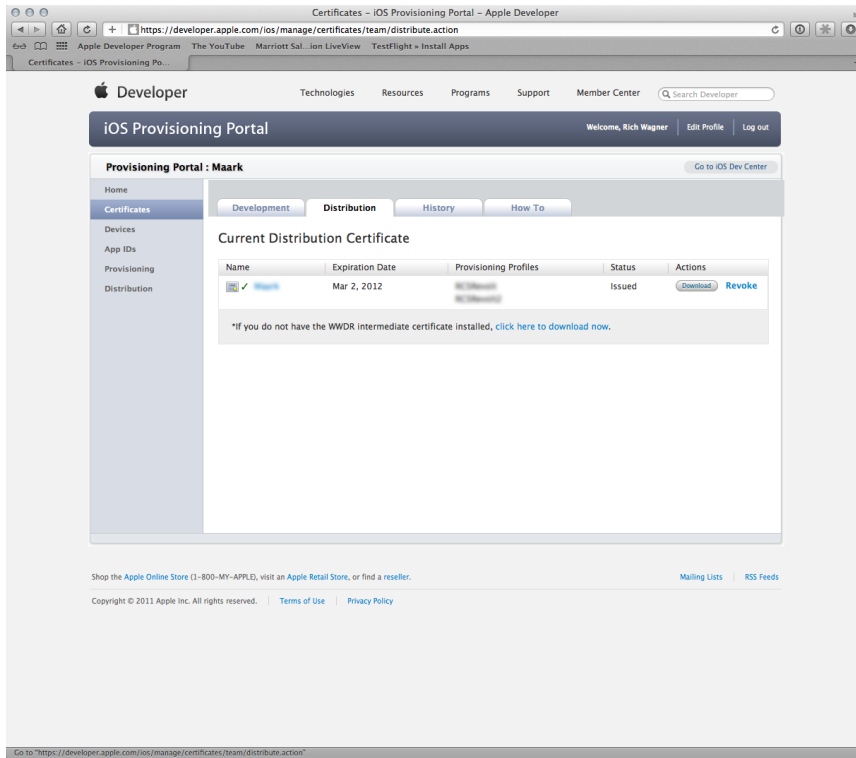 Certificates – iOS Provisioning Portal – Apple Developer
https://developer.apple.com/ios/manage/certificates/team/distribute.action
Apple Developer Program The YouTube Marriott Sal...ion LiveView TestFlight » Install Apps
Certificates – iOS Provisioning Po...
Developer Technologies Resources Programs Support Member Center Search Developer
iOS Provisioning Portal Welcome, Rich Wagner Edit Profile Log out
Provisioning Portal : Maark Go to iOS Dev Center
Home
Certificates Development Distribution History How To
Devices
App IDs
Provisioning
Distribution
Current Distribution Certificate
Name Expiration Date Provisioning Profiles Status Actions
Mar 2, 2012 Issued Download Revoke
*If you do not have the WWDR intermediate certificate installed, click here to download now.
Shop the Apple Online Store (1-800-MY-APPLE), visit an Apple Retail Store, or find a reseller. Mailing Lists RSS Feeds
Copyright © 2011 Apple Inc. All rights reserved. Terms of Use Privacy Policy
Go to "https://developer.apple.com/ios/manage/certificates/team/distribute.action"